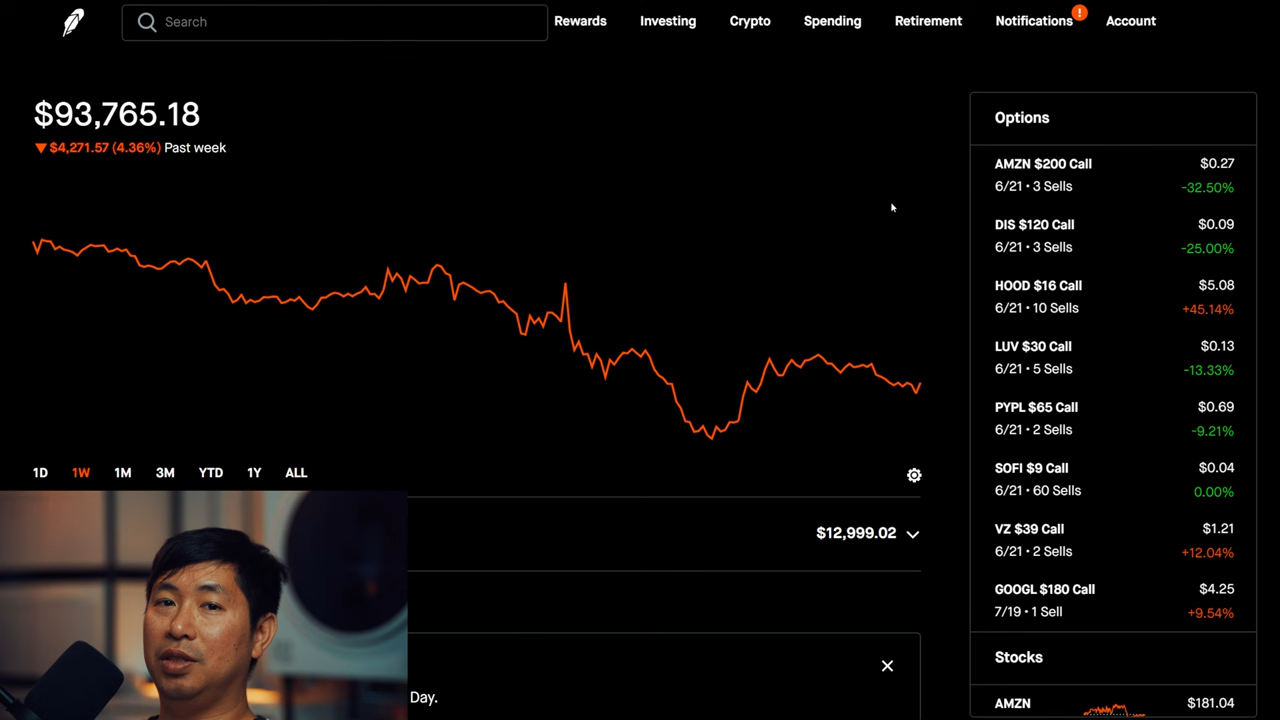 Search
Rewards
Investing
Crypto
Spending
Retirement
Notifications
!
Account
$93,765.18
$4,271.57 (4.36%) Past week
1D
1W
1M
3M
YTD
1Y
ALL
$12,999.02
Day.
Options
AMZN $200 Call
$0.27
6/21 • 3 Sells
-32.50%
DIS $120 Call
$0.09
6/21 • 3 Sells
-25.00%
HOOD $16 Call
$5.08
6/21 • 10 Sells
+45.14%
LUV $30 Call
$0.13
6/21 • 5 Sells
-13.33%
PYPL $65 Call
$0.69
6/21 • 2 Sells
-9.21%
SOFI $9 Call
$0.04
6/21 • 60 Sells
0.00%
VZ $39 Call
$1.21
6/21 • 2 Sells
+12.04%
GOOGL $180 Call
$4.25
7/19 • 1 Sell
+9.54%
Stocks
AMZN
$181.04